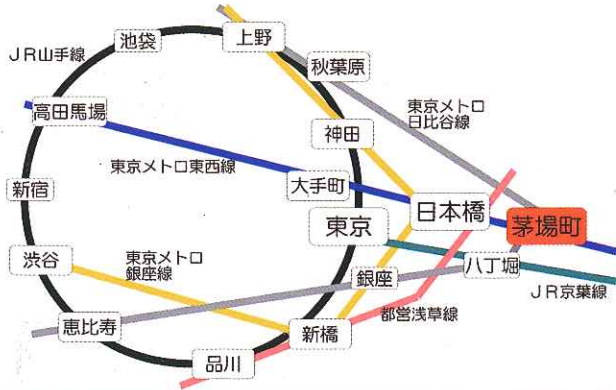 上野
池袋
JR山手線
秋葉原
高田馬場
東京メトロ
日比谷線
神田
東京メトロ東西線
大手町
新宿
日本橋
東京
茅場町
渋谷
東京メトロ
銀座線
八丁堀
銀座
JR京葉線
都営浅草線
恵比寿
新橋
品川